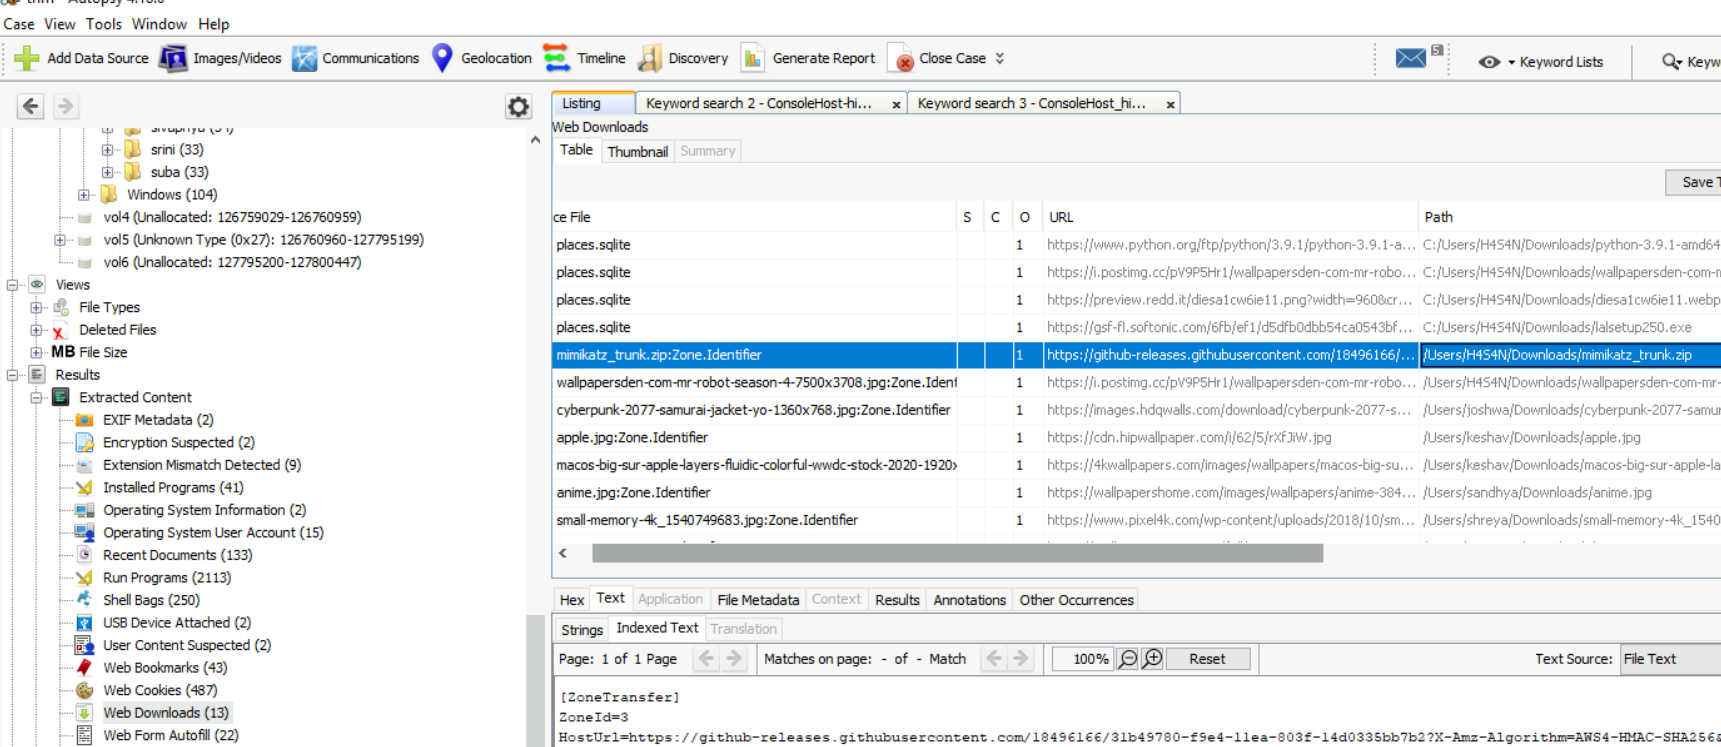 Case View Tools Window Help
Add Data Source Images/Videos Communications Geolocation Timeline Discovery Generate Report Close Case 5 Keyword Lists
Listing Keyword search 2 - ConsoleHost-hi... x Keyword search 3 - ConsoleHost_hi... x
Web Downloads
Table Thumbnail Summary
srini (33)
suba (33)
Windows (104)
vol4 (Unallocated: 126759029-126760959)
vol5 (Unknown Type (0x27): 126760960-127795199)
vol6 (Unallocated: 127795200-127800447)
Views
File Types
Deleted Files
MB File Size
Results
Extracted Content
EXIF Metadata (2)
Encryption Suspected (2)
Extension Mismatch Detected (9)
Installed Programs (41)
Operating System Information (2)
Operating System User Account (15)
Recent Documents (133)
Run Programs (2113)
Shell Bags (250)
USB Device Attached (2)
User Content Suspected (2)
Web Bookmarks (43)
Web Cookies (487)
Web Downloads (13)
Web Form Autofill (22)
Save
ce File S C O URL Path
places.sqlite 1 https://www.python.org/ftp/python/3.9.1/python-3.9.1-a... C:/Users/H4S4N/Downloads/python-3.9.1-amd64
places.sqlite 1 https://i.postimg.cc/pV9P5Hr1/wallpapersden-com-mr-robo... C:/Users/H4S4N/Downloads/wallpapersden-com-m
places.sqlite 1 https://preview.redd.it/diesa1cw6ie11.png?width=960&cr... C:/Users/H4S4N/Downloads/diesa1cw6ie11.webp
places.sqlite 1 https://gsf-fl.softonic.com/6fb/ef1/d5dfb0dbb54ca0543bf... C:/Users/H4S4N/Downloads/lalsetup250.exe
mimikatz_trunk.zip:Zone.Identifier 1 https://github-releases.githubusercontent.com/18496166/... /Users/H4S4N/Downloads/mimikatz_trunk.zip
wallpapersden-com-mr-robot-season-4-7500x3708.jpg:Zone.Ident 1 https://i.postimg.cc/pV9P5Hr1/wallpapersden-com-mr-robo... /Users/H4S4N/Downloads/wallpapersden-com-mr-
cyberpunk-2077-samurai-jacket-yo-1360x768.jpg:Zone.Identifier 1 https://images.hdqwalls.com/download/cyberpunk-2077-s... /Users/joshwa/Downloads/cyberpunk-2077-samur
apple.jpg:Zone.Identifier 1 https://cdn.hipwallpaper.com/i/62/5/rXfJiW.jpg /Users/keshav/Downloads/apple.jpg
macos-big-sur-apple-layers-fluidic-colorful-wwdc-stock-2020-1920x 1 https://4kwallpapers.com/images/wallpapers/macos-big-su... /Users/keshav/Downloads/macos-big-sur-apple-la
anime.jpg:Zone.Identifier 1 https://wallpapershome.com/images/wallpapers/anime-384... /Users/sandhya/Downloads/anime.jpg
small-memory-4k_1540749683.jpg:Zone.Identifier 1 https://www.pixel4k.com/wp-content/uploads/2018/10/sm... /Users/shreya/Downloads/small-memory-4k_1540
Hex Text Application File Metadata Context Results Annotations Other Occurrences
Strings Indexed Text Translation
Page: 1 of 1 Page Matches on page: - of - Match 100% Reset Text Source: File Text
[ZoneTransfer]
ZoneId=3
HostUrl=https://github-releases.githubusercontent.com/18496166/31b49780-f9e4-11ea-803f-14d0335bb7b2?X-Amz-Algorithm=AWS4-HMAC-SHA256&